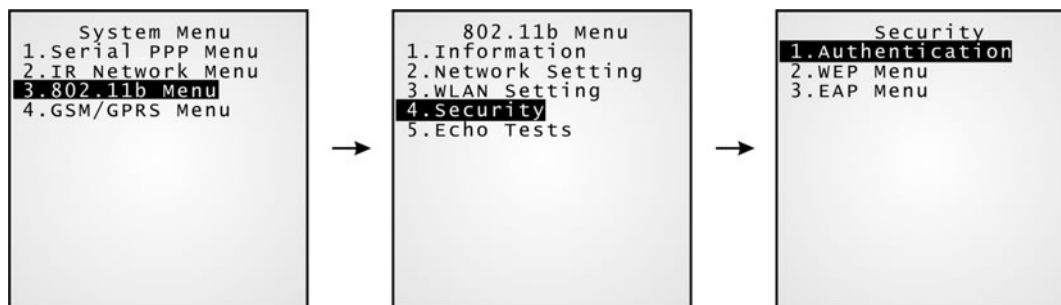 System Menu
1.Serial PPP Menu
2.IR Network Menu
3.802.11b Menu
4.GSM/GPRS Menu
802.11b Menu
1.Information
2.Network Setting
3.WLAN Setting
4.Security
5.Echo Tests
Security
1.Authentication
2.WEP Menu
3.EAP Menu